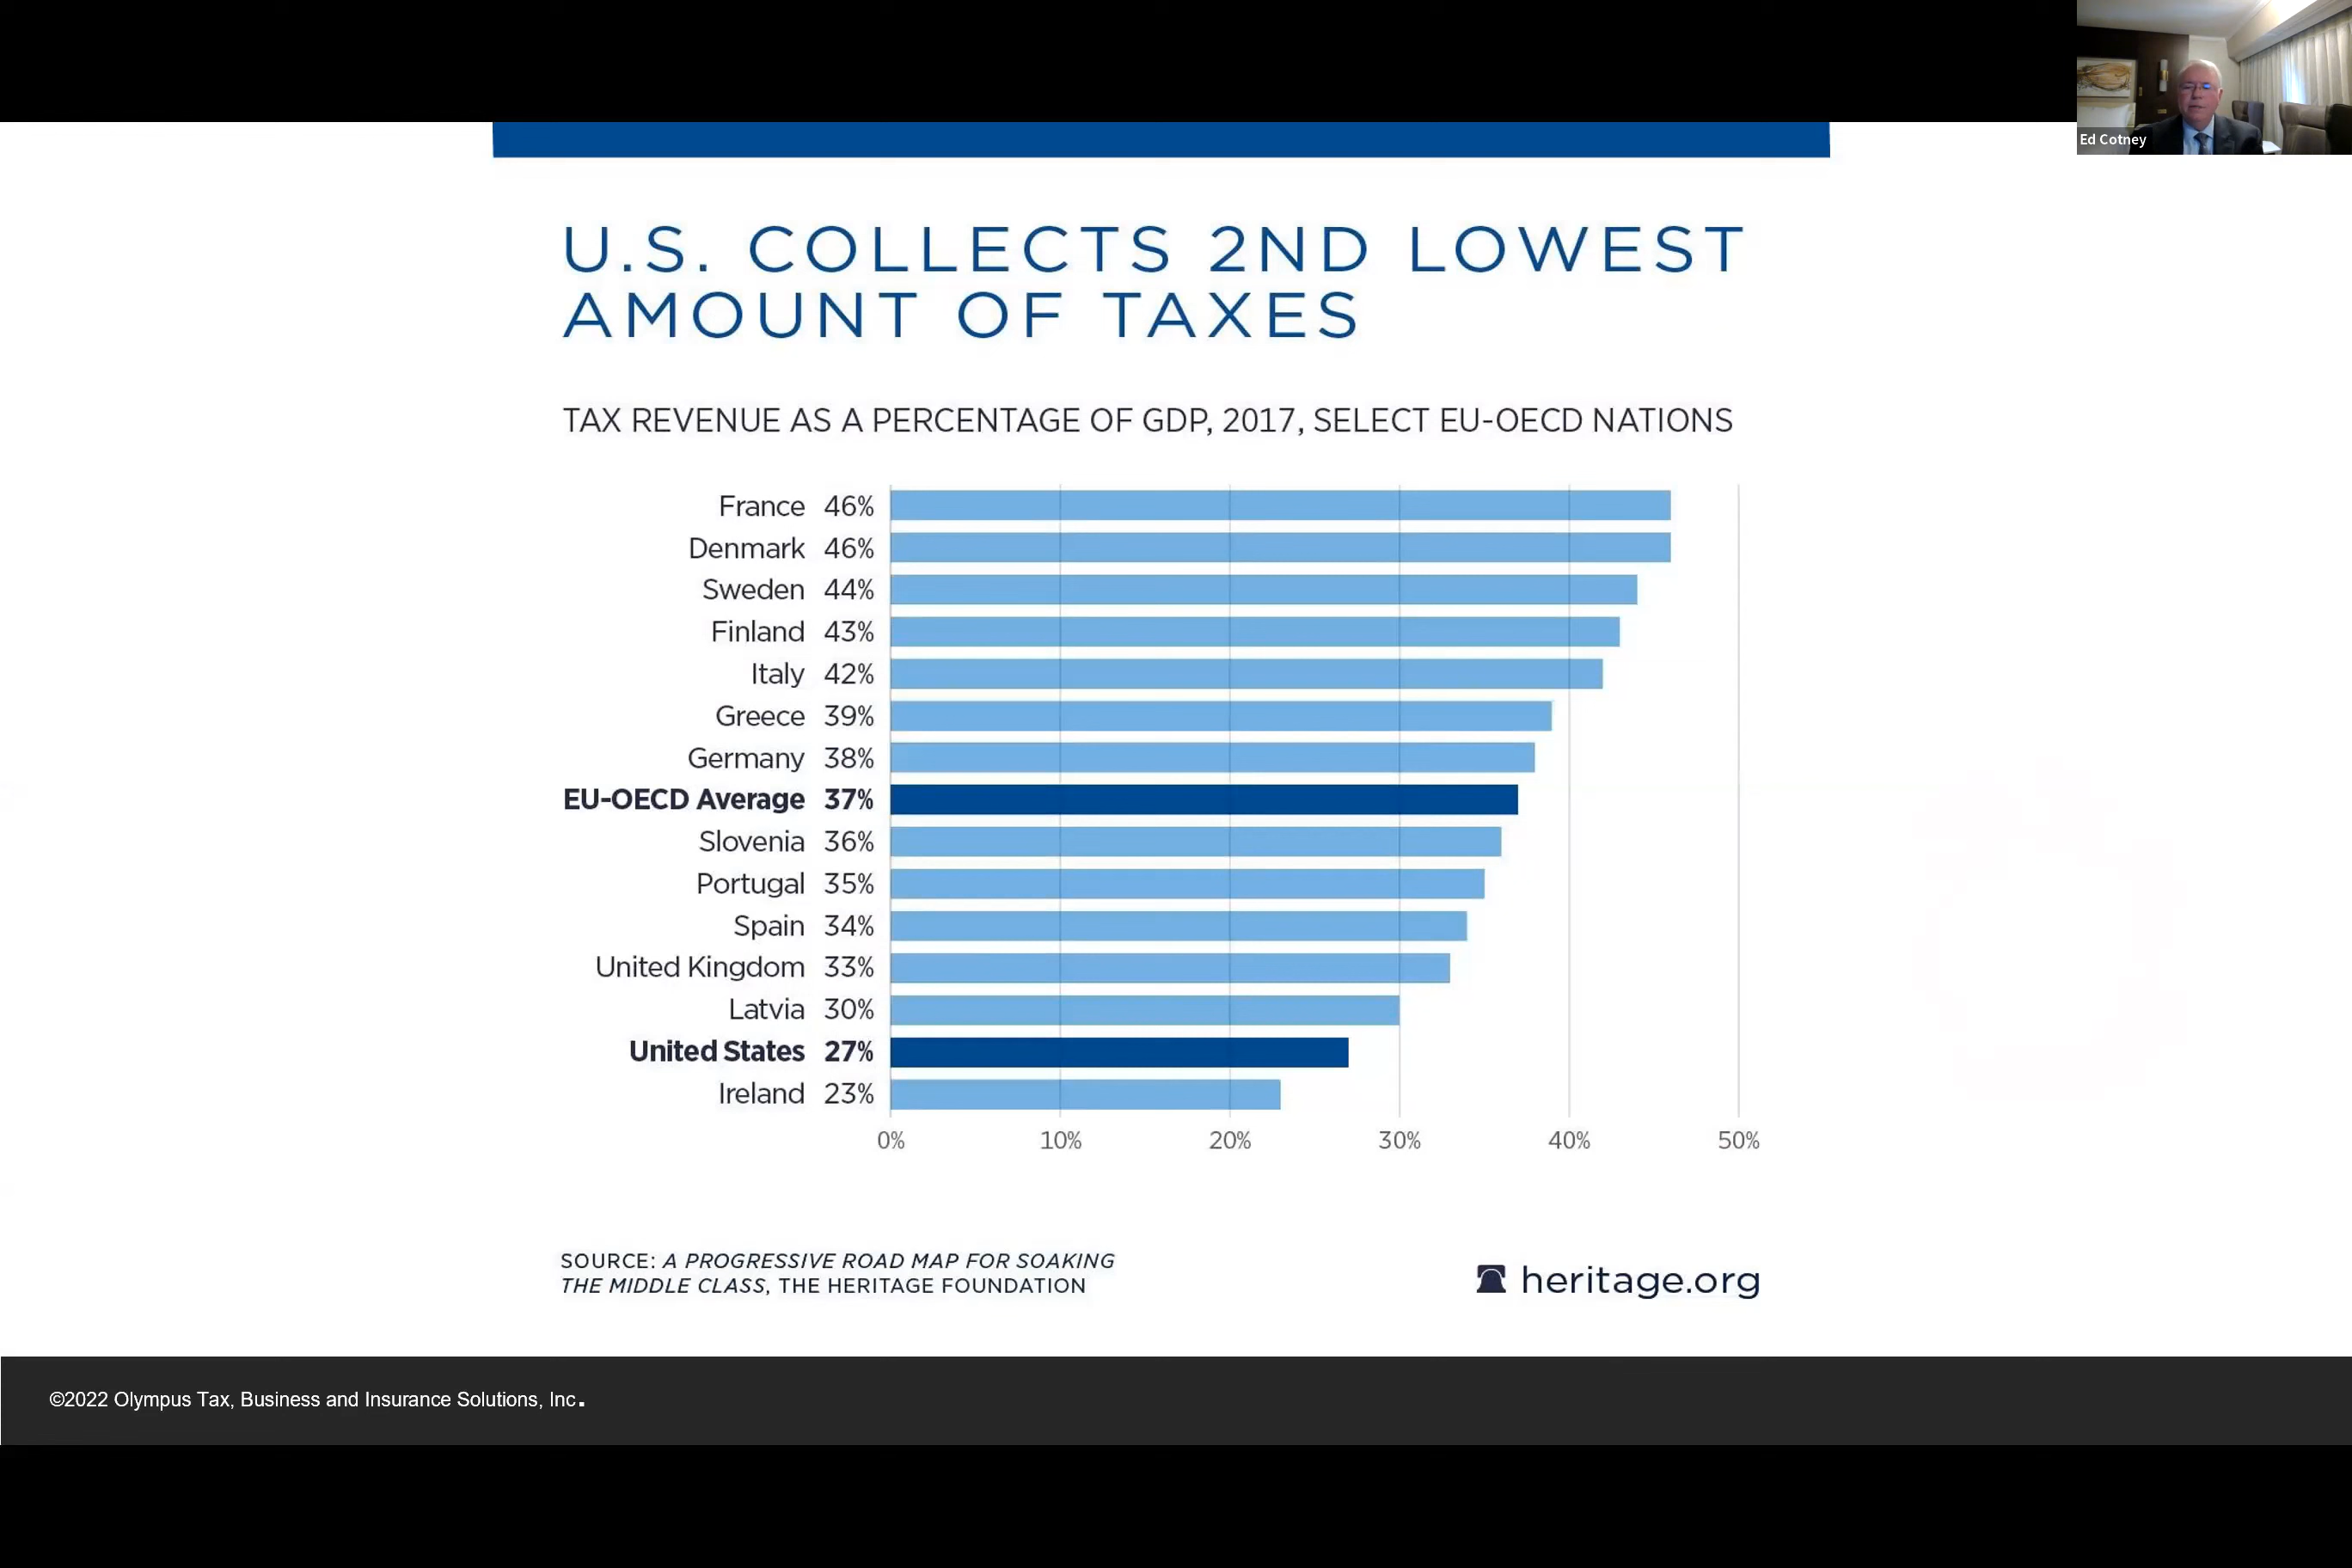 Ed Cotney
U.S. COLLECTS 2ND LOWEST
AMOUNT OF TAXES
TAX REVENUE AS A PERCENTAGE OF GDP, 2017, SELECT EU-OECD NATIONS
France 46%
Denmark 46%
Sweden 44%
Finland 43%
Italy 42%
Greece 39%
Germany 38%
EU-OECD Average 37%
Slovenia 36%
Portugal 35%
Spain 34%
United Kingdom 33%
Latvia 30%
United States 27%
Ireland 23%
0% 10% 20% 30% 40% 50%
SOURCE: A PROGRESSIVE ROAD MAP FOR SOAKING
THE MIDDLE CLASS, THE HERITAGE FOUNDATION
heritage.org
©2022 Olympus Tax, Business and Insurance Solutions, Inc.